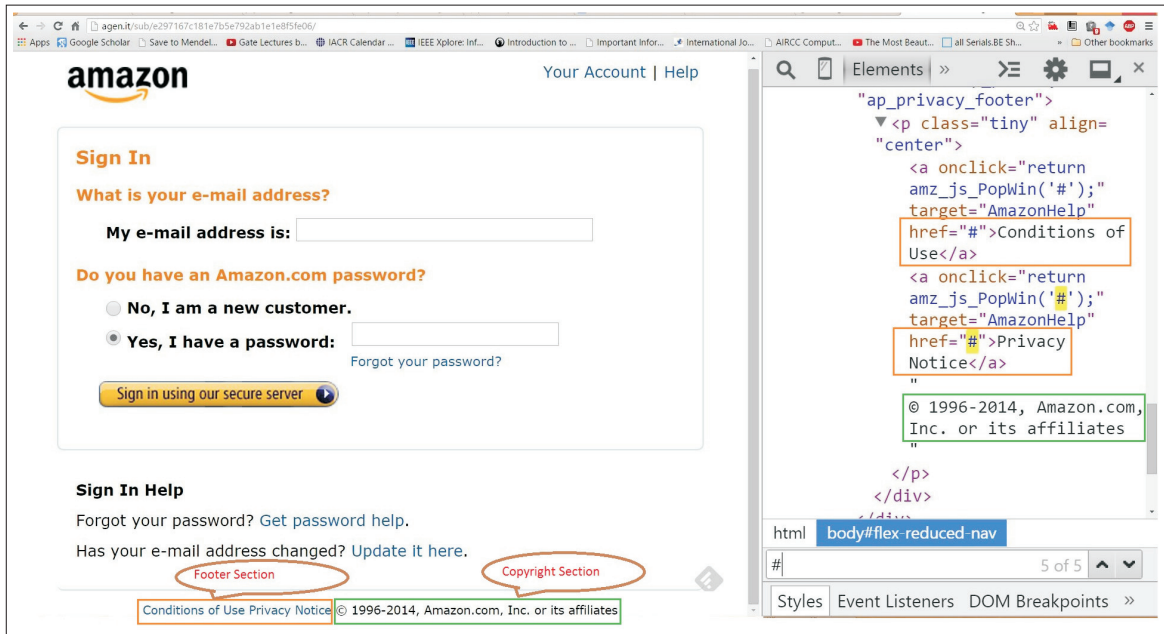 agen.it/sub/e297167c181e7b5e792ab1e1e8f5fe06/
Apps Google Scholar Save to Mendel... Gate Lectures b... IACR Calendar ... IEEE Xplore: Inf... Introduction to ... Important Infor... International Jo... AIRCC Comput... The Most Beaut... all Serials.BE Sh... » Other bookmarks
amazon
Your Account | Help
Sign In
What is your e-mail address?
My e-mail address is:
Do you have an Amazon.com password?
No, I am a new customer.
Yes, I have a password:
Forgot your password?
Sign in using our secure server
Sign In Help
Forgot your password? Get password help.
Has your e-mail address changed? Update it here.
Footer Section
Copyright Section
Conditions of Use Privacy Notice © 1996-2014, Amazon.com, Inc. or its affiliates
Elements »
"ap_privacy_footer">
▼<p class="tiny" align=
"center">
<a onclick="return
amz_js_PopWin('#');"
target="AmazonHelp"
href="#">Conditions of
Use</a>
<a onclick="return
amz_js_PopWin('#');"
target="AmazonHelp"
href="#">Privacy
Notice</a>
"
© 1996-2014, Amazon.com,
Inc. or its affiliates
"
</p>
</div>
</div>
html body#flex-reduced-nav
# 5 of 5
Styles Event Listeners DOM Breakpoints »